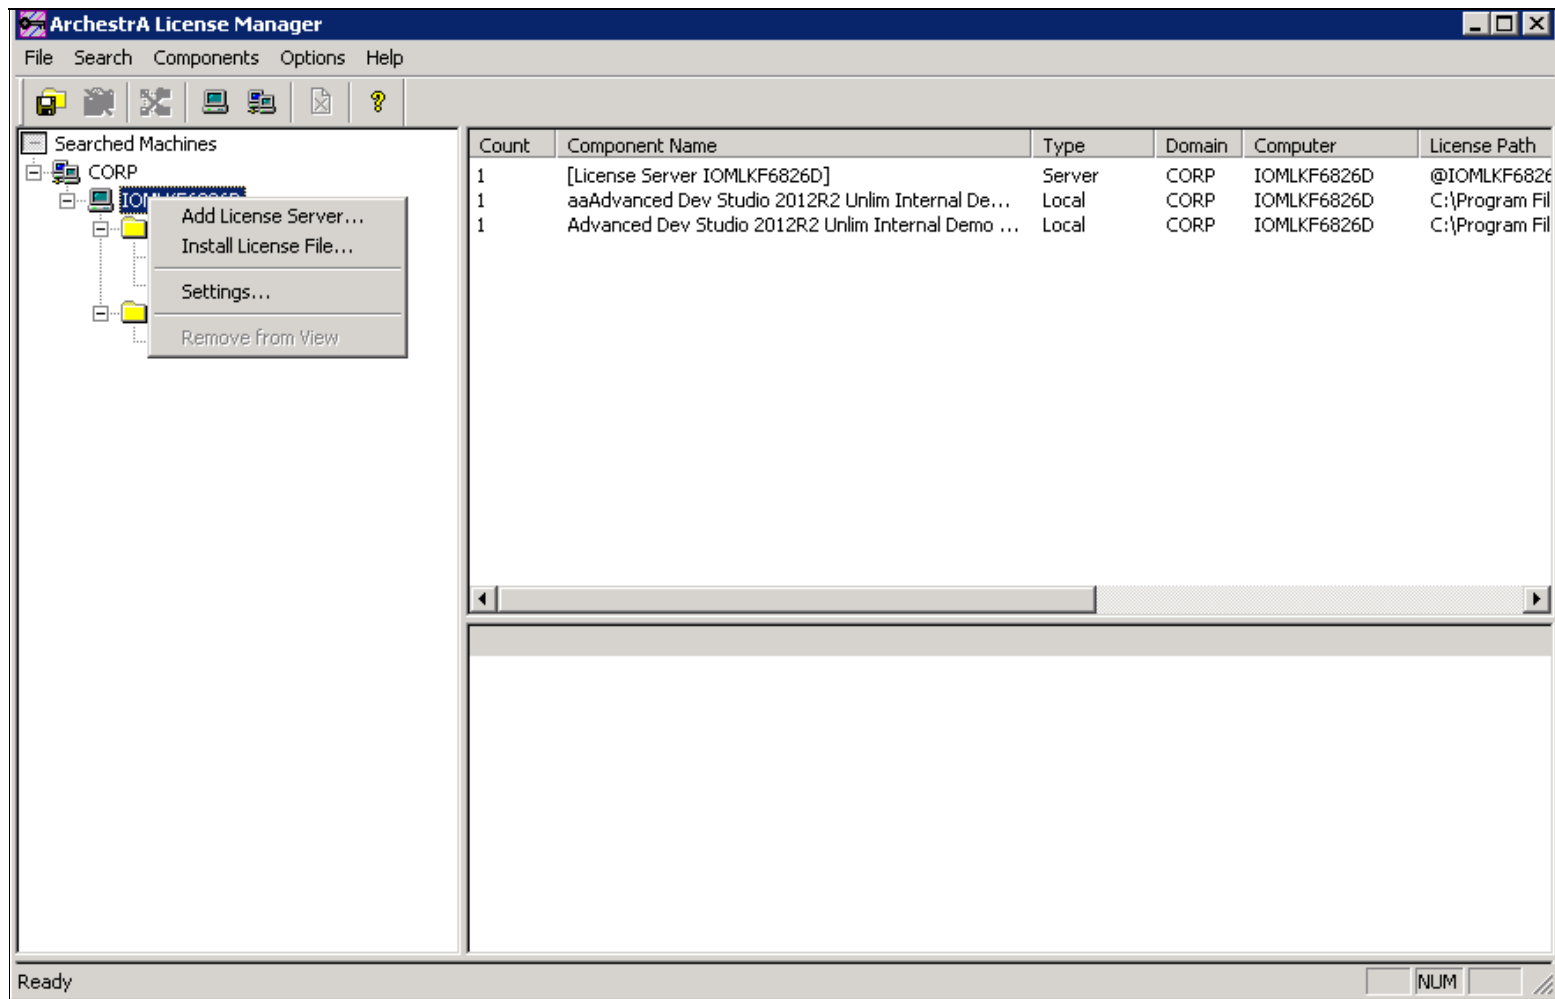 ArchestrA License Manager
File Search Components Options Help
Searched Machines
CORP
Add License Server...
Install License File...
Settings...
Remove from View
Count Component Name Type Domain Computer License Path
1 [License Server IOMLKF6826D] Server CORP IOMLKF6826D @IOMLKF6826
1 aaAdvanced Dev Studio 2012R2 Unlim Internal De... Local CORP IOMLKF6826D C:\Program Fil
1 Advanced Dev Studio 2012R2 Unlim Internal Demo ... Local CORP IOMLKF6826D C:\Program Fil
Ready NUM